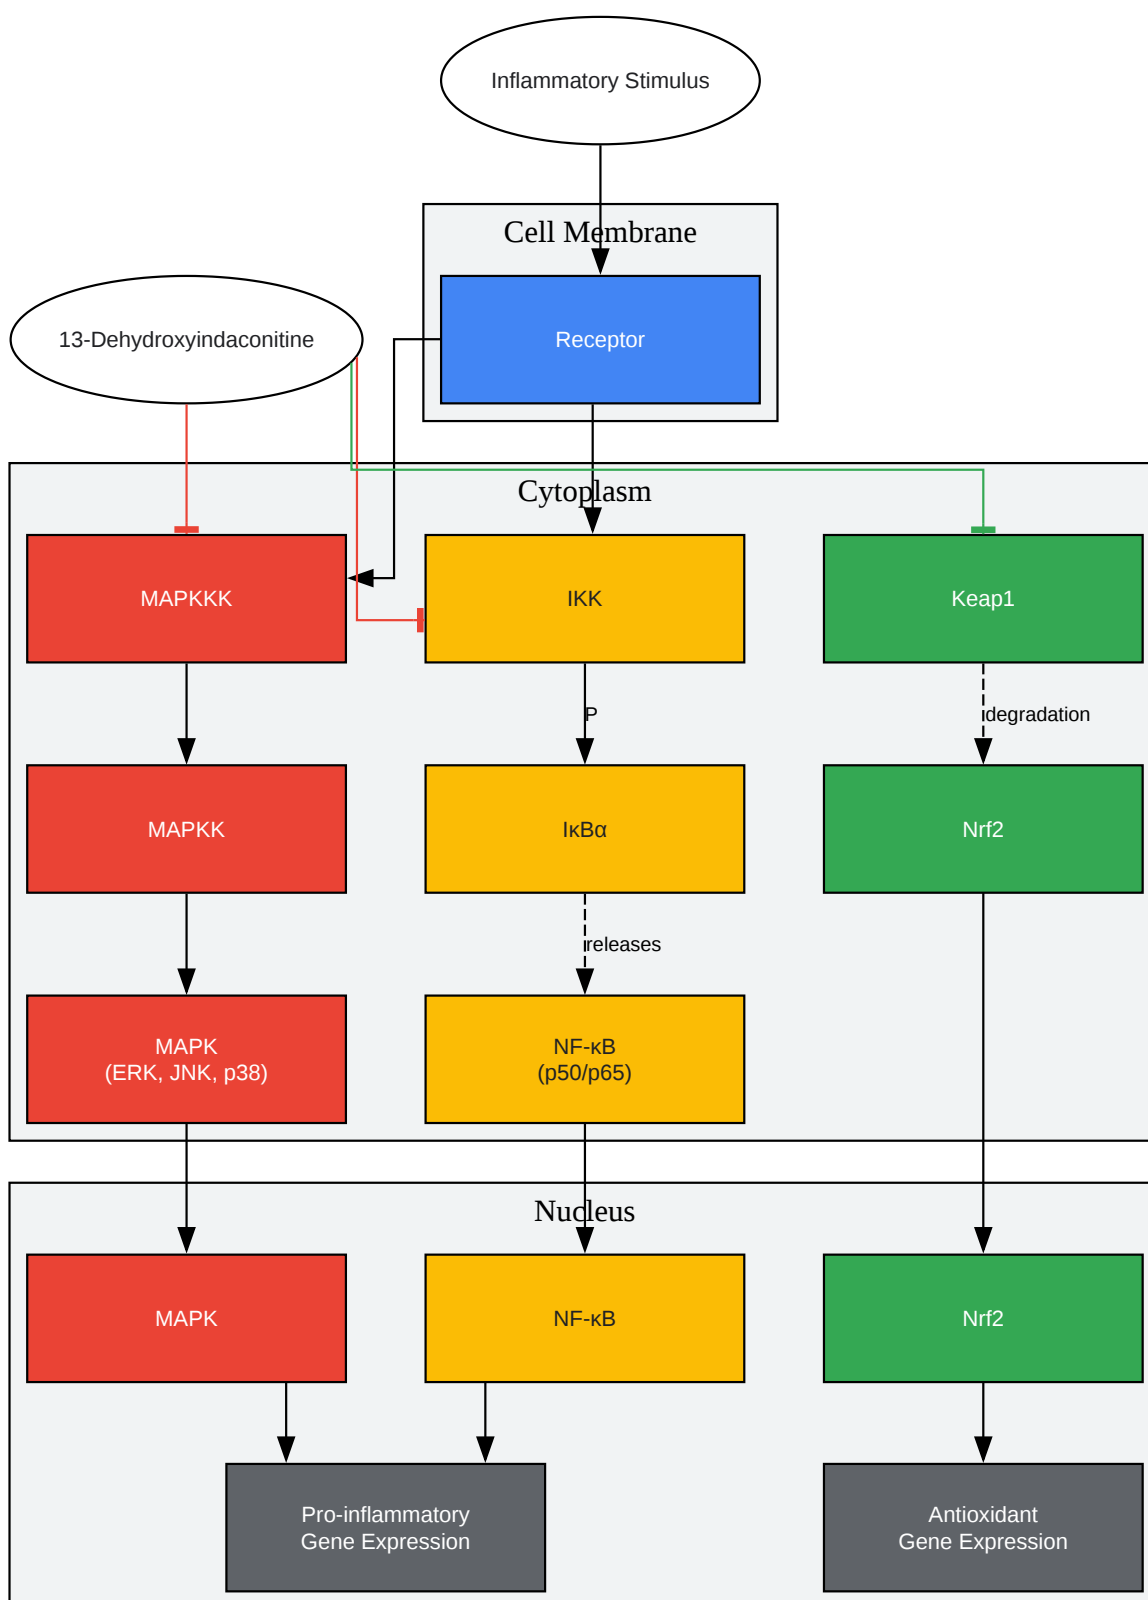 Inflammatory Stimulus
Cell Membrane
13-Dehydroxyindaconitine
Receptor
Cytoplasm
MAPKKK
IKK
Keap1
P
degradation
MAPKK
IκBα
Nrf2
releases
MAPK
(ERK, JNK, p38)
NF-κB
(p50/p65)
Nucleus
MAPK
NF-κB
Nrf2
Pro-inflammatory
Gene Expression
Antioxidant
Gene Expression